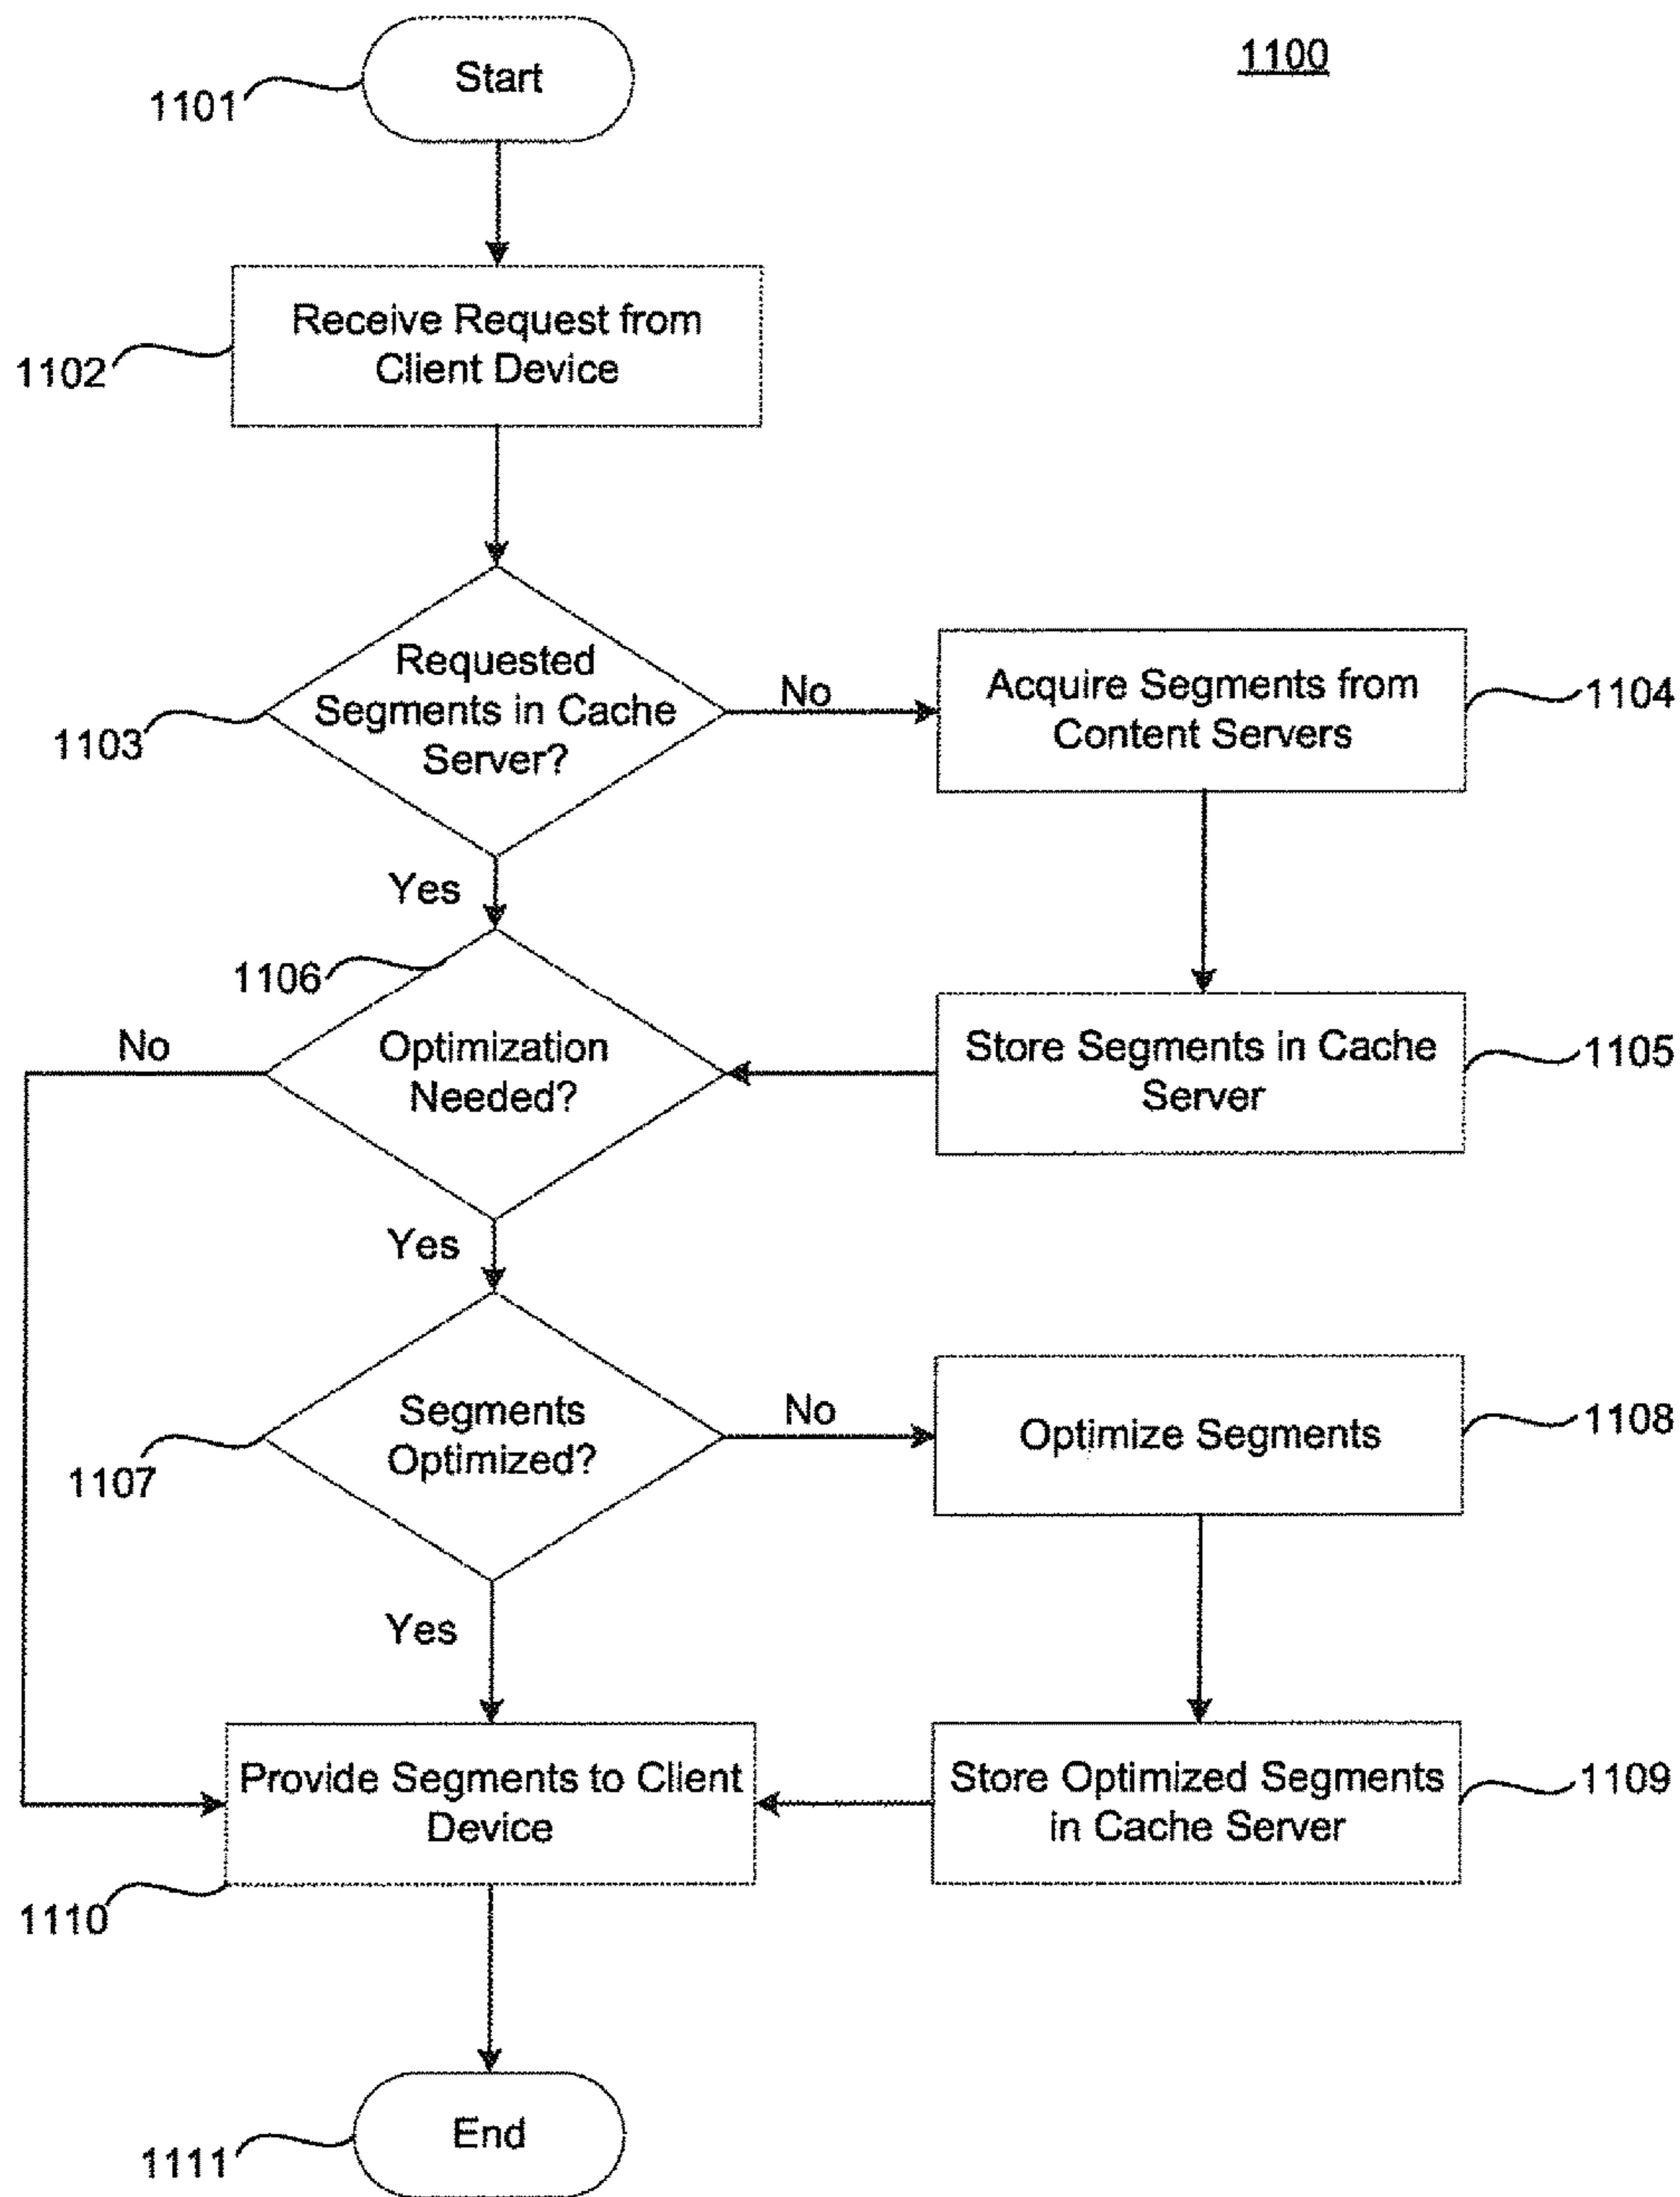 1100
Start
1101
Receive Request from
Client Device
1102
Requested
Segments in Cache
Server?
1103
No
Acquire Segments from
Content Servers
1104
Yes
1106
No
Optimization
Needed?
Store Segments in Cache
Server
1105
Yes
Segments
Optimized?
1107
No
Optimize Segments
1108
Yes
Provide Segments to Client
Device
1110
Store Optimized Segments
in Cache Server
1109
End
1111